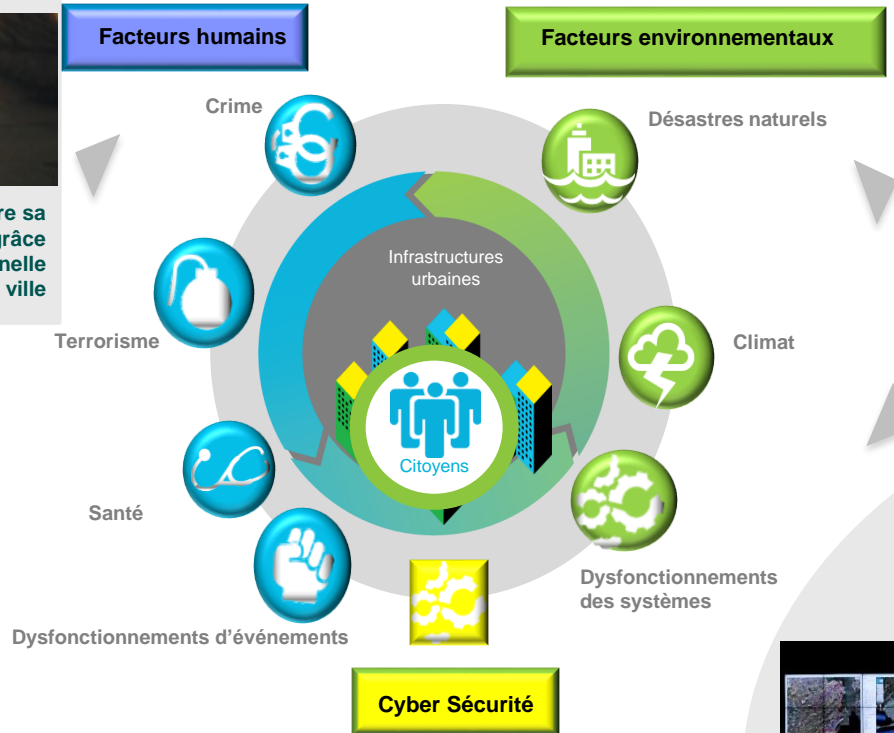 Facteurs humains
Facteurs environnementaux
Crime
Désastres naturels
re sa
grâce
nelle
ville
Infrastructures
urbaines
Terrorisme
Climat
Citoyens
Santé
Dysfonctionnements
des systèmes
Dysfonctionnements d'événements
Cyber Sécurité